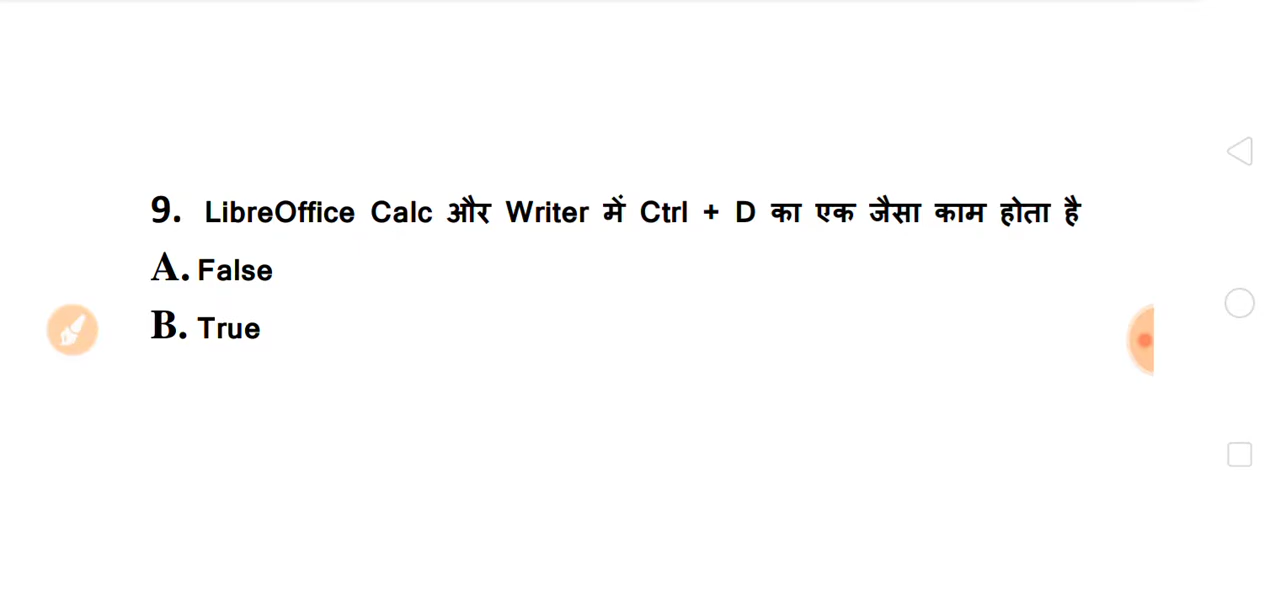 9. LibreOffice Calc और Writer में Ctrl + D का एक जैसा काम होता है
A. False
B. True